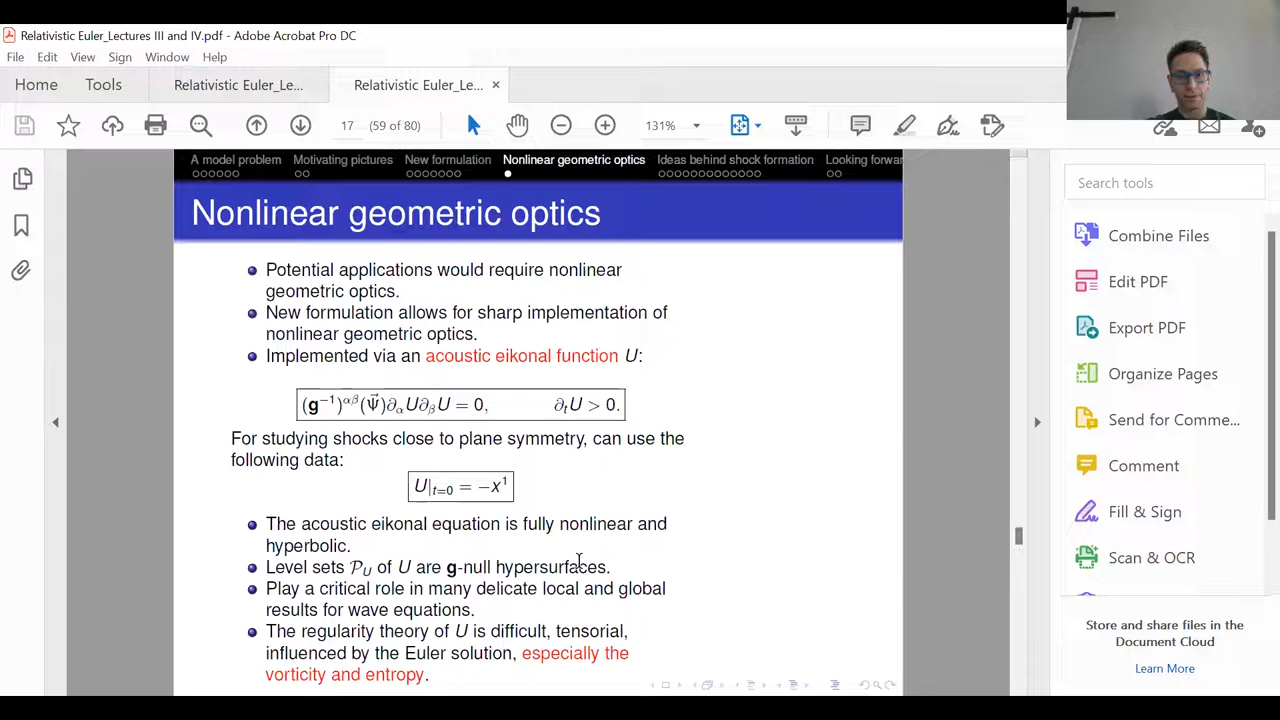 Relativistic Euler_Lectures III and IV.pdf - Adobe Acrobat Pro DC
File Edit View Sign Window Help
Home Tools Relativistic Euler_Le... Relativistic Euler_Le... ×
17 (59 of 80) 131%
A model problem Motivating pictures New formulation Nonlinear geometric optics Ideas behind shock formation Looking forwar
Nonlinear geometric optics
Potential applications would require nonlinear
geometric optics.
New formulation allows for sharp implementation of
nonlinear geometric optics.
Implemented via an acoustic eikonal function U:
(g⁻¹)^{αβ}(Ψ⃗)∂_αU∂_βU = 0, ∂_tU > 0.
For studying shocks close to plane symmetry, can use the
following data:
U|_{t=0} = −x¹
The acoustic eikonal equation is fully nonlinear and
hyperbolic.
Level sets 𝒫_U of U are g-null hypersurfaces.
Play a critical role in many delicate local and global
results for wave equations.
The regularity theory of U is difficult, tensorial,
influenced by the Euler solution, especially the
vorticity and entropy.
Search tools
Combine Files
Edit PDF
Export PDF
Organize Pages
Send for Comme...
Comment
Fill & Sign
Scan & OCR
Store and share files in the
Document Cloud
Learn More